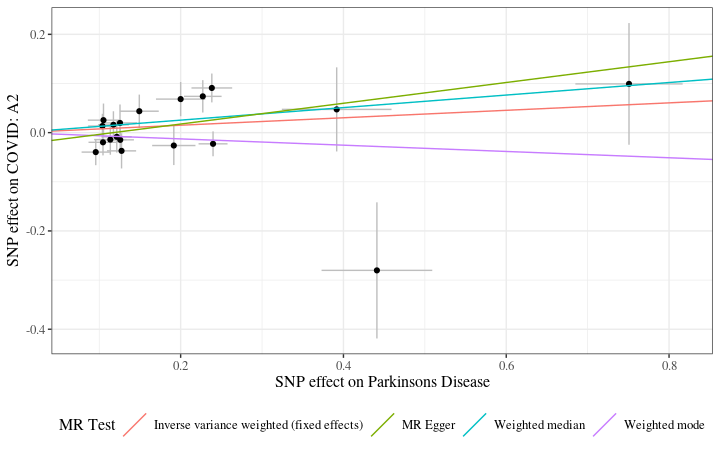 SNP effect on COVID: A2
0.2
0.0
-0.2
-0.4
0.2 0.4 0.6 0.8
SNP effect on Parkinsons Disease
MR Test Inverse variance weighted (fixed effects) MR Egger Weighted median Weighted mode